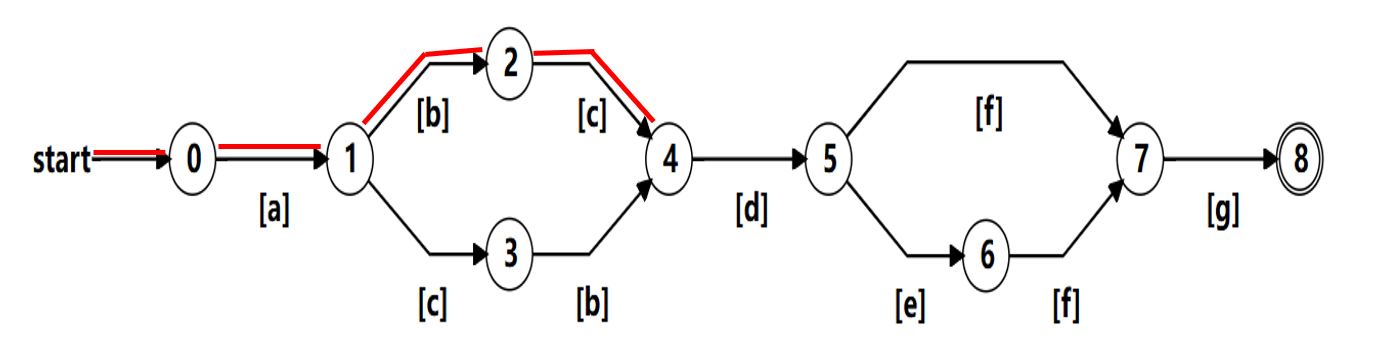 2
[b] [c] [f]
start 0 1 4 5 7 8
[a] [d] [g]
3 6
[c] [b] [e] [f]